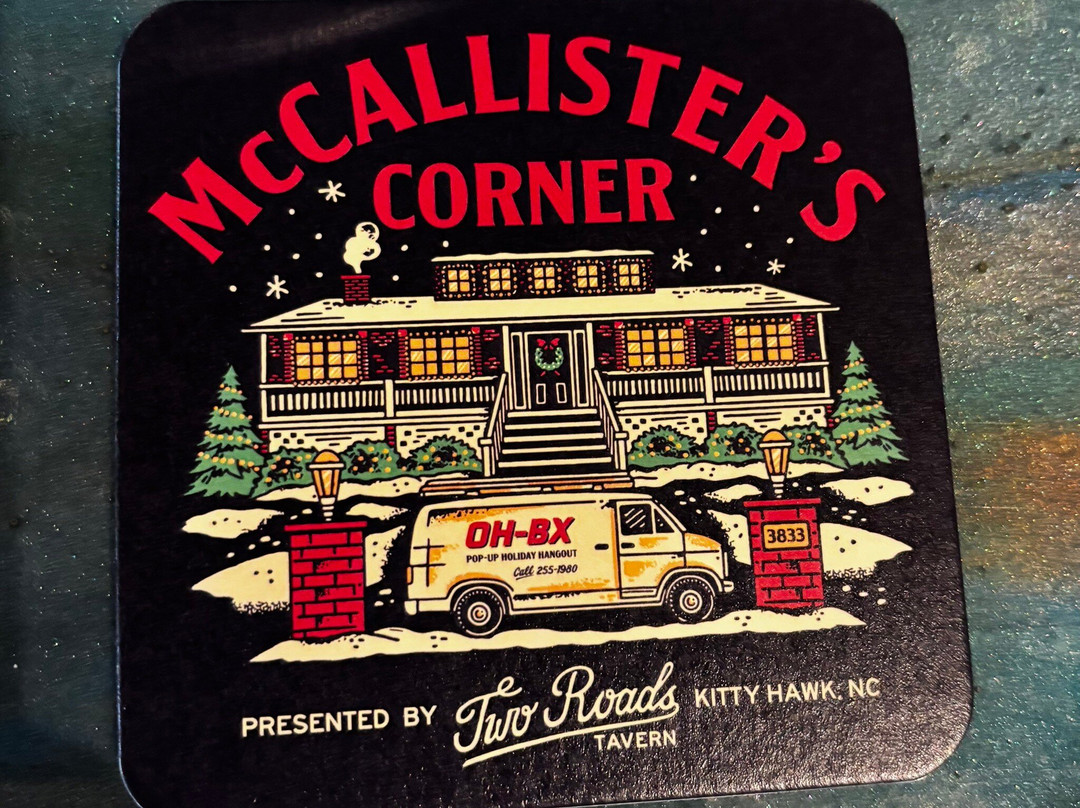 McCALLISTER'S
CORNER
OH-BX
POP-UP HOLIDAY HANGOUT
Call 255-1980
3833
PRESENTED BY Two Roads KITTY HAWK, NC
TAVERN